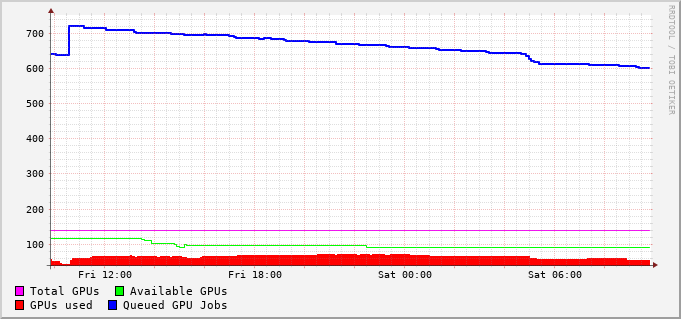 700
600
500
400
300
200
100
Fri 12:00 Fri 18:00 Sat 00:00 Sat 06:00
Total GPUs Available GPUs
GPUs used Queued GPU Jobs
RRDTOOL / TOBI OETIKER